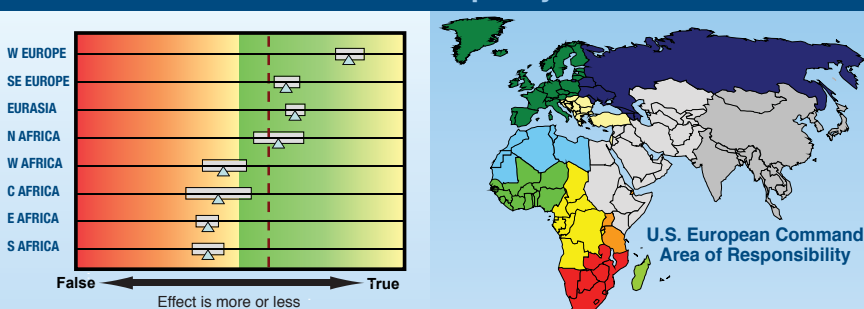 W EUROPE
SE EUROPE
EURASIA
N AFRICA
W AFRICA
C AFRICA
E AFRICA
S AFRICA
False
True
Effect is more or less
U.S. European Command
Area of Responsibility